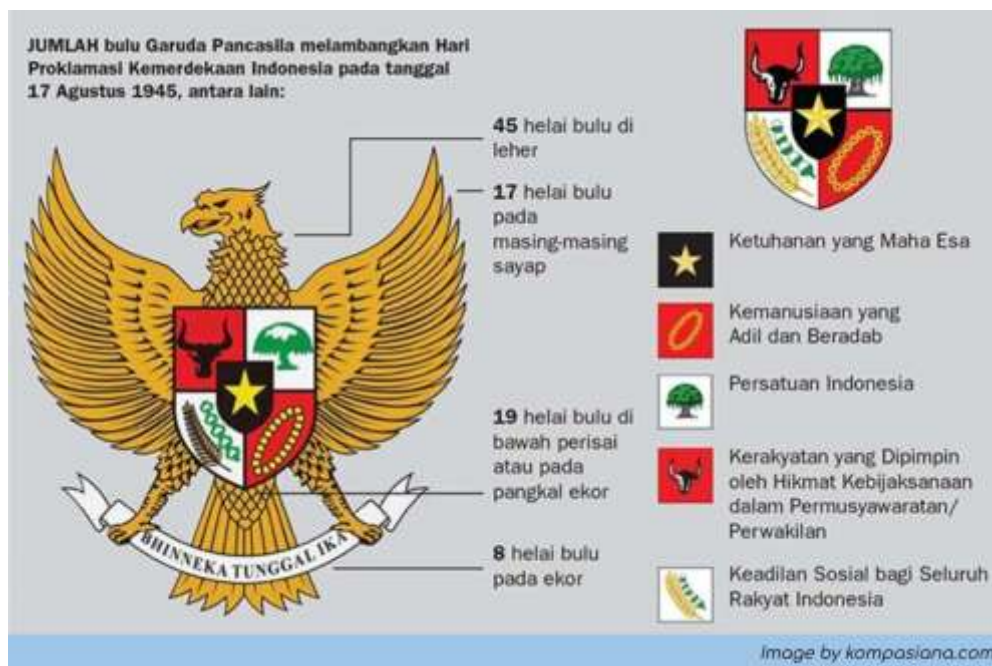 JUMLAH bulu Garuda Pancasila melambangkan Hari
Proklamasi Kemerdekaan Indonesia pada tanggal
17 Agustus 1945, antara lain:
45 helai bulu di
leher
17 helai bulu
pada
masing-masing
sayap
19 helai bulu di
bawah perisai
atau pada
pangkal ekor
8 helai bulu
pada ekor
BHINNEKA TUNGGAL IKA
Ketuhanan yang Maha Esa
Kemanusiaan yang
Adil dan Beradab
Persatuan Indonesia
Kerakyatan yang Dipimpin
oleh Hikmat Kebijaksanaan
dalam Permusyawaratan/
Perwakilan
Keadilan Sosial bagi Seluruh
Rakyat Indonesia
Image by kompasiana.com